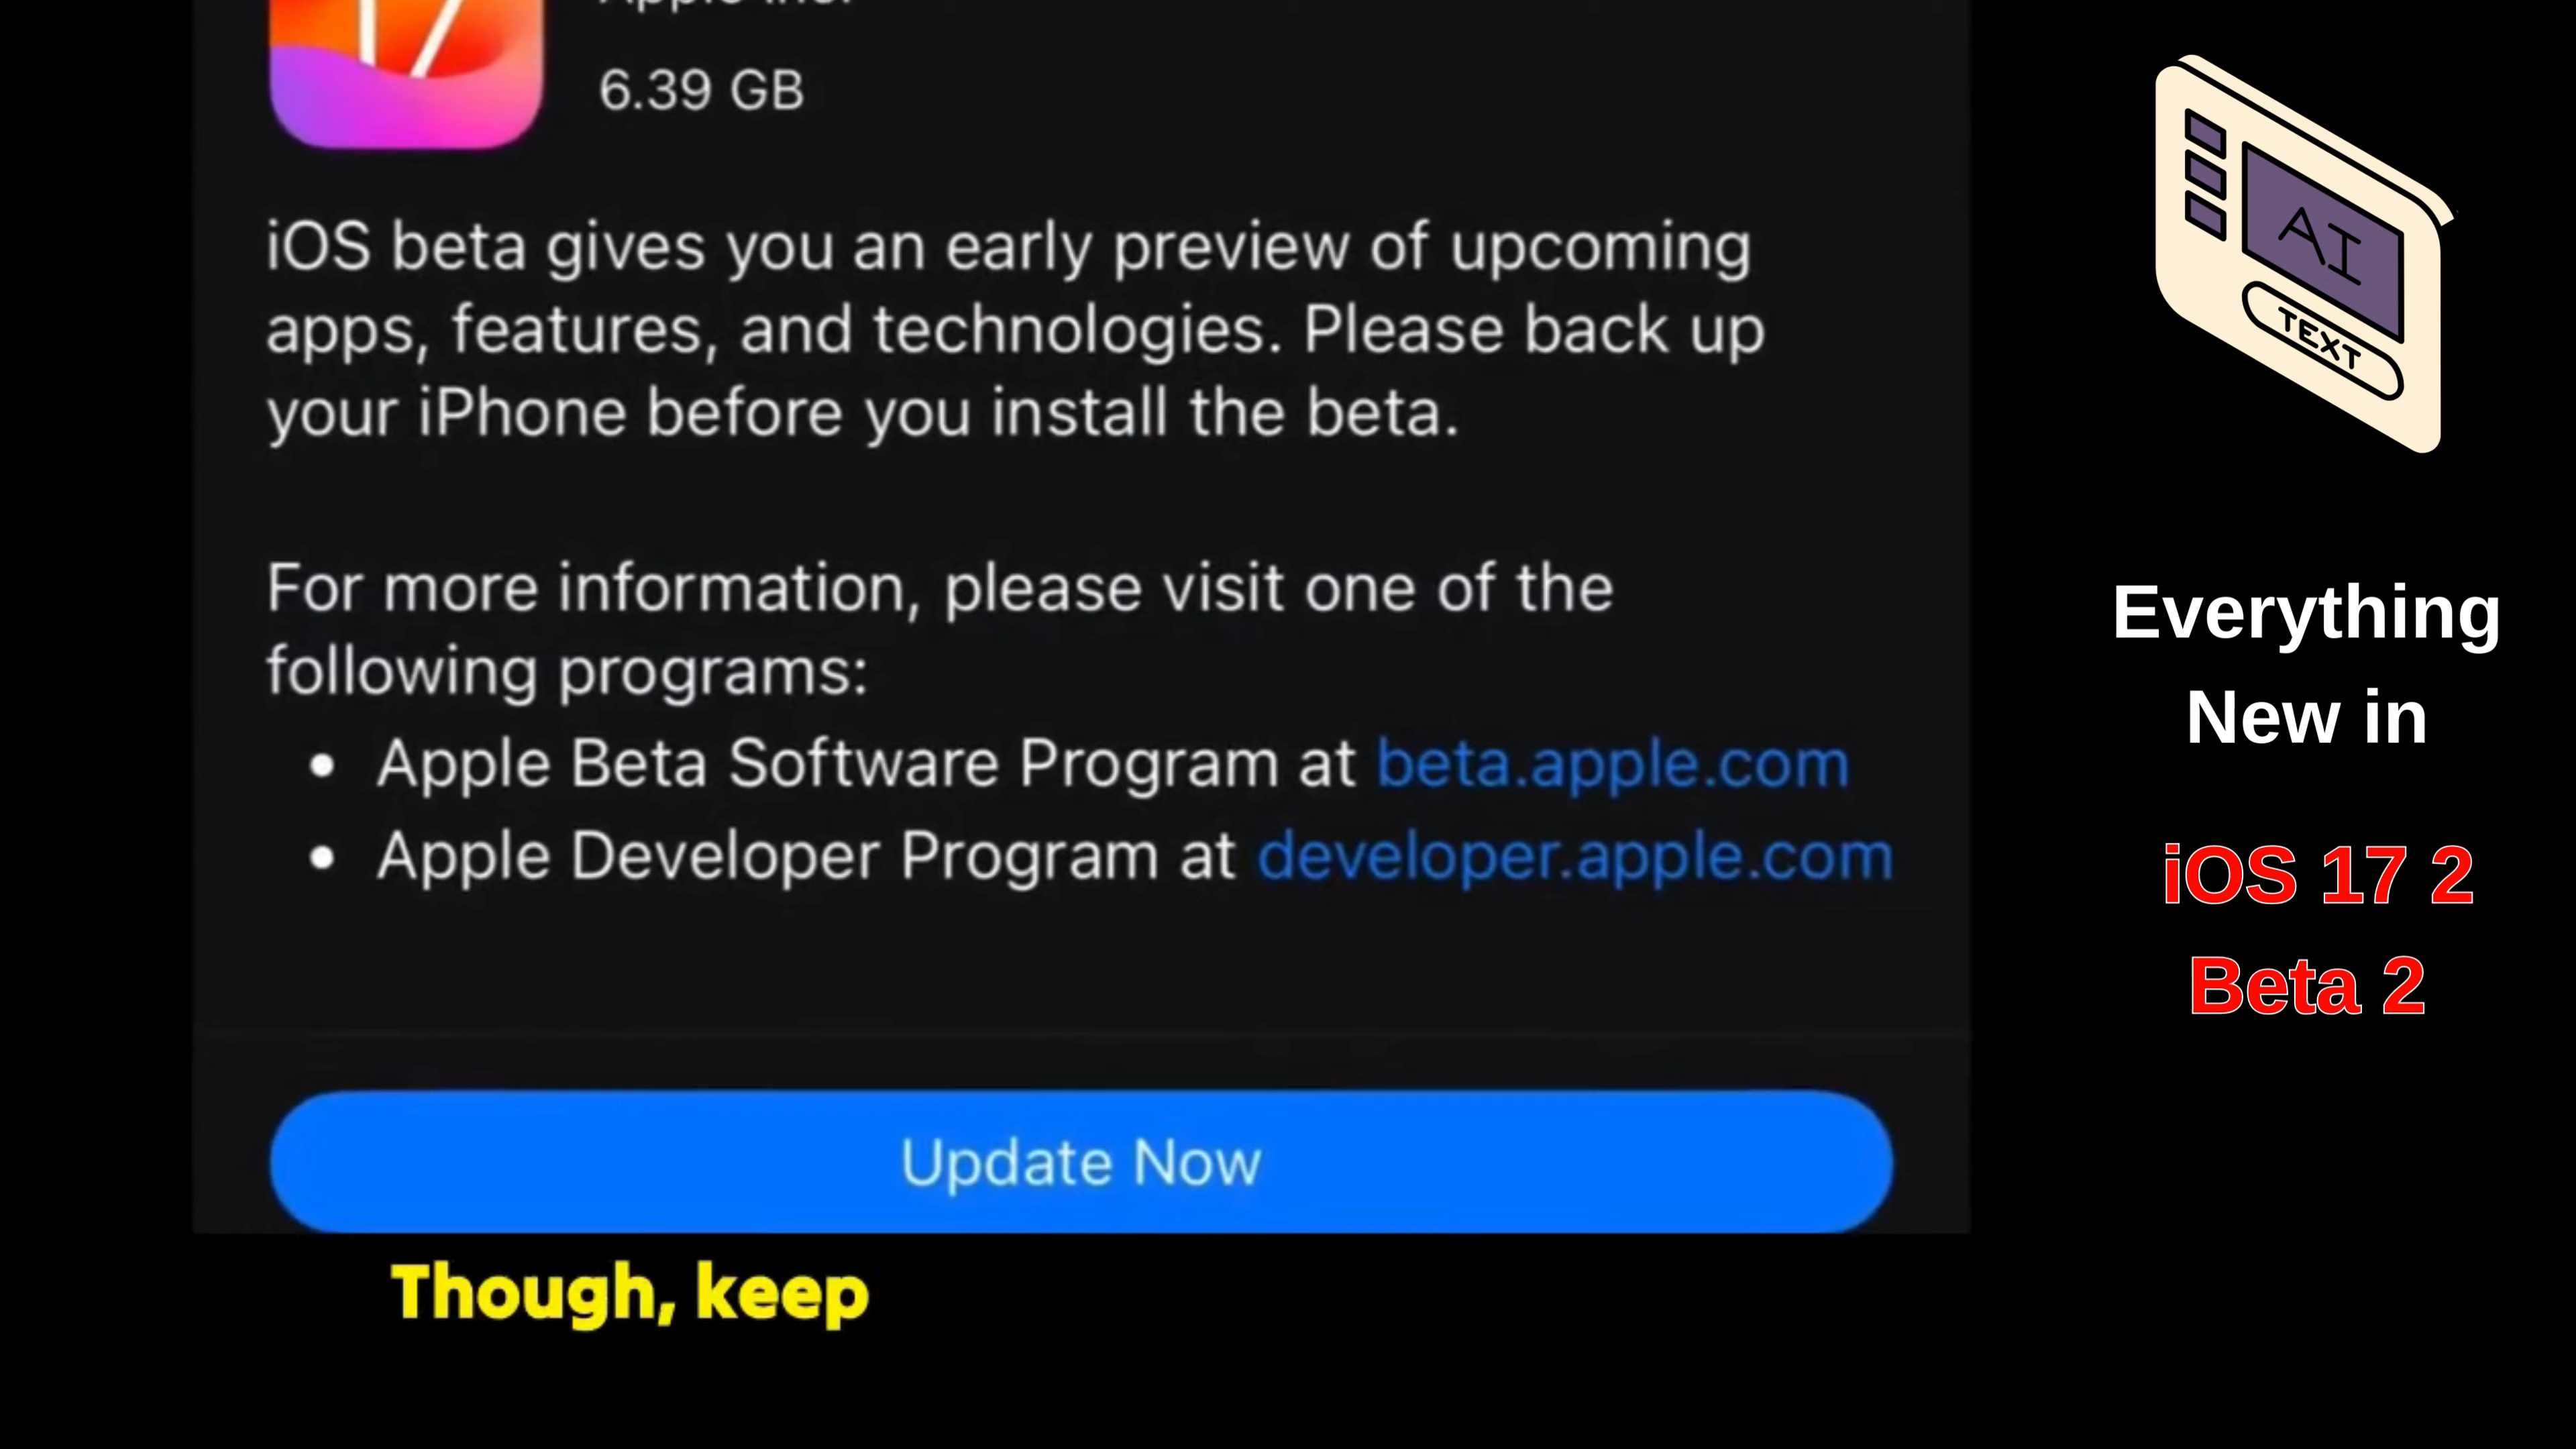 17
6.39 GB
iOS beta gives you an early preview of upcoming
apps, features, and technologies. Please back up
your iPhone before you install the beta.
For more information, please visit one of the
following programs:
• Apple Beta Software Program at beta.apple.com
• Apple Developer Program at developer.apple.com
Update Now
Though, keep
AI
TEXT
Everything
New in
iOS 17 2
Beta 2